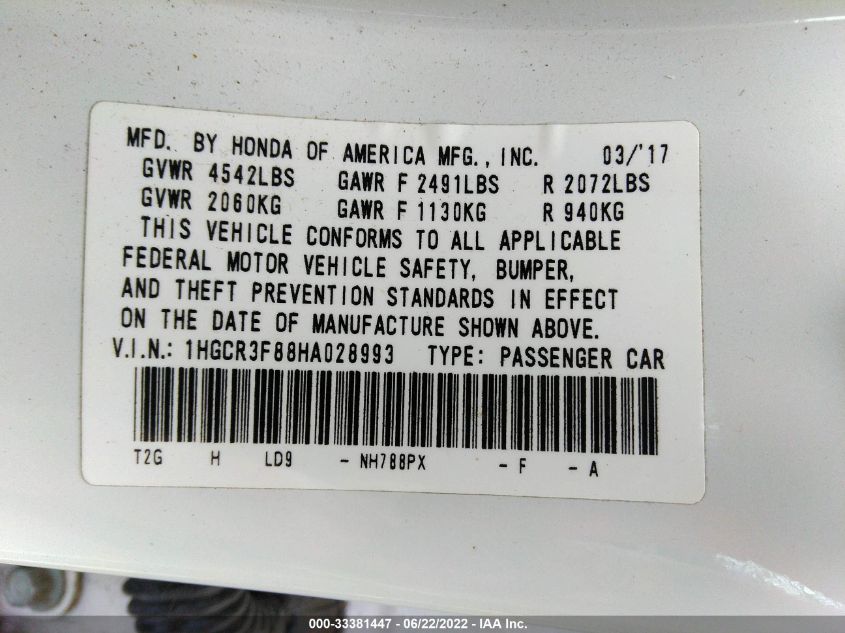 MFD. BY HONDA OF AMERICA MFG., INC. 03/'17
GVWR 4542LBS GAWR F 2491LBS R 2072LBS
GVWR 2060KG GAWR F 1130KG R 940KG
THIS VEHICLE CONFORMS TO ALL APPLICABLE
FEDERAL MOTOR VEHICLE SAFETY, BUMPER,
AND THEFT PREVENTION STANDARDS IN EFFECT
ON THE DATE OF MANUFACTURE SHOWN ABOVE.
V.I.N.: 1HGCR3F88HA028993 TYPE: PASSENGER CAR
T2G H LD9 - NH788PX - F - A
000-33381447 - 06/22/2022 - IAA Inc.